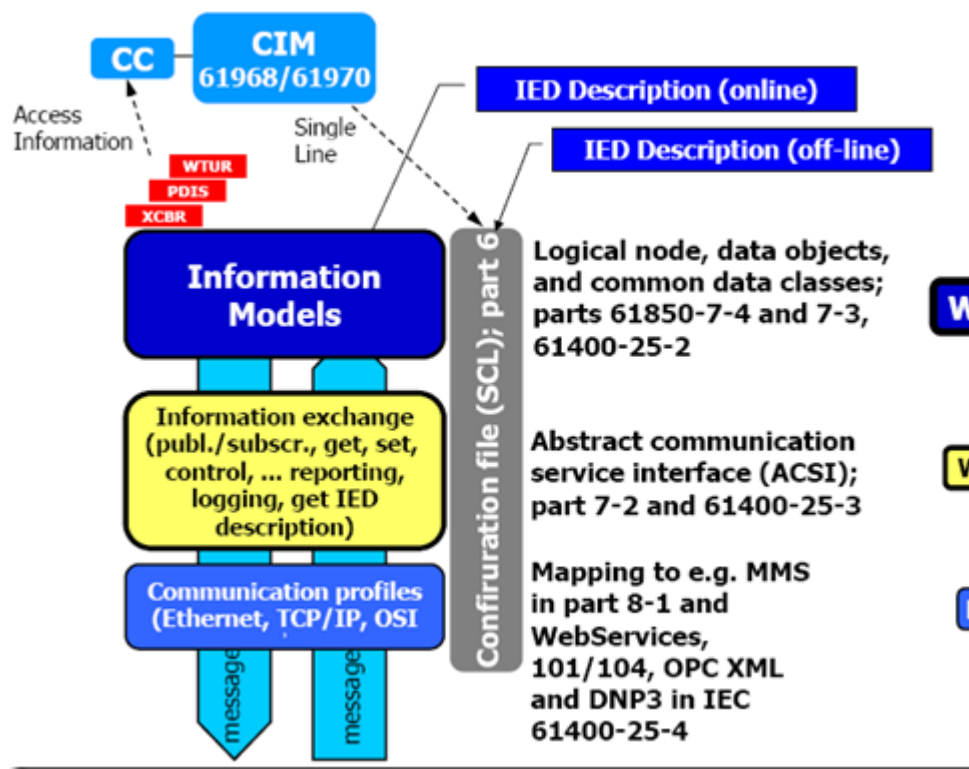 CIM
61968/61970
CC
Access
Information
Single
Line
IED Description (online)
IED Description (off-line)
WTUR
PDIS
XCBR
Information
Models
Confiruration file (SCL); part 6
Logical node, data objects,
and common data classes;
parts 61850-7-4 and 7-3,
61400-25-2
W
Information exchange
(publ./subscr., get, set,
control, ... reporting,
logging, get IED
description)
Abstract communication
service interface (ACSI);
part 7-2 and 61400-25-3
Communication profiles
(Ethernet, TCP/IP, OSI
Mapping to e.g. MMS
in part 8-1 and
WebServices,
101/104, OPC XML
and DNP3 in IEC
61400-25-4
message
message